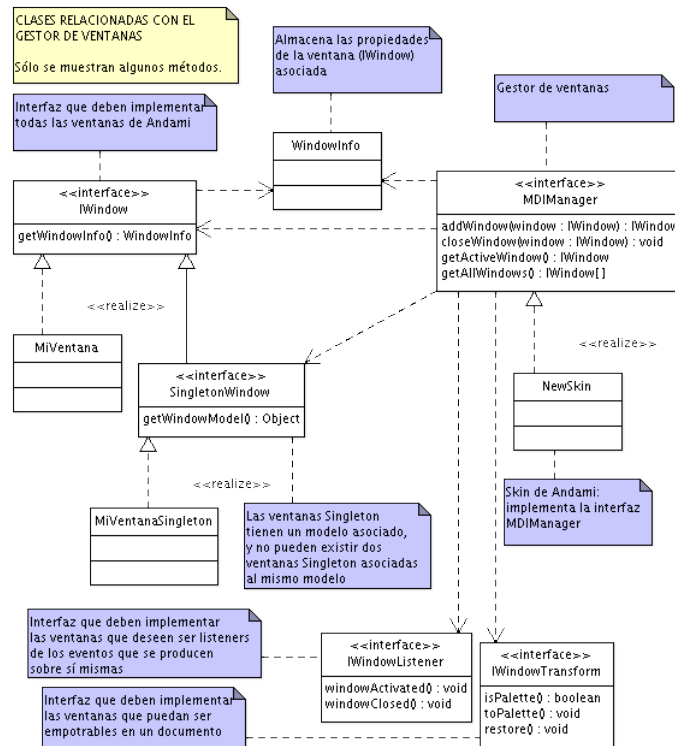 CLASES RELACIONADAS CON EL
GESTOR DE VENTANAS
Sólo se muestran algunos métodos.
Almacena las propiedades
de la ventana (IWindow)
asociada
Gestor de ventanas
Interfaz que deben implementar
todas las ventanas de Andami
WindowInfo
<<interface>>
IWindow
getWindowInfo() : WindowInfo
<<interface>>
MDIManager
addWindow(window : IWindow) : IWindow
closeWindow(window : IWindow) : void
getActiveWindow() : IWindow
getAllWindows() : IWindow[]
<<realize>>
<<realize>>
MiVentana
<<interface>>
SingletonWindow
getWindowModel() : Object
NewSkin
<<realize>>
MiVentanaSingleton
Las ventanas Singleton
tienen un modelo asociado,
y no pueden existir dos
ventanas Singleton asociadas
al mismo modelo
Skin de Andami:
implementa la interfaz
MDIManager
Interfaz que deben implementar
las ventanas que deseen ser listeners
de los eventos que se producen
sobre sí mismas
<<interface>>
IWindowListener
windowActivated() : void
windowClosed() : void
<<interface>>
IWindowTransform
isPalette() : boolean
toPalette() : void
restore() : void
Interfaz que deben implementar
las ventanas que puedan ser
empotrables en un documento